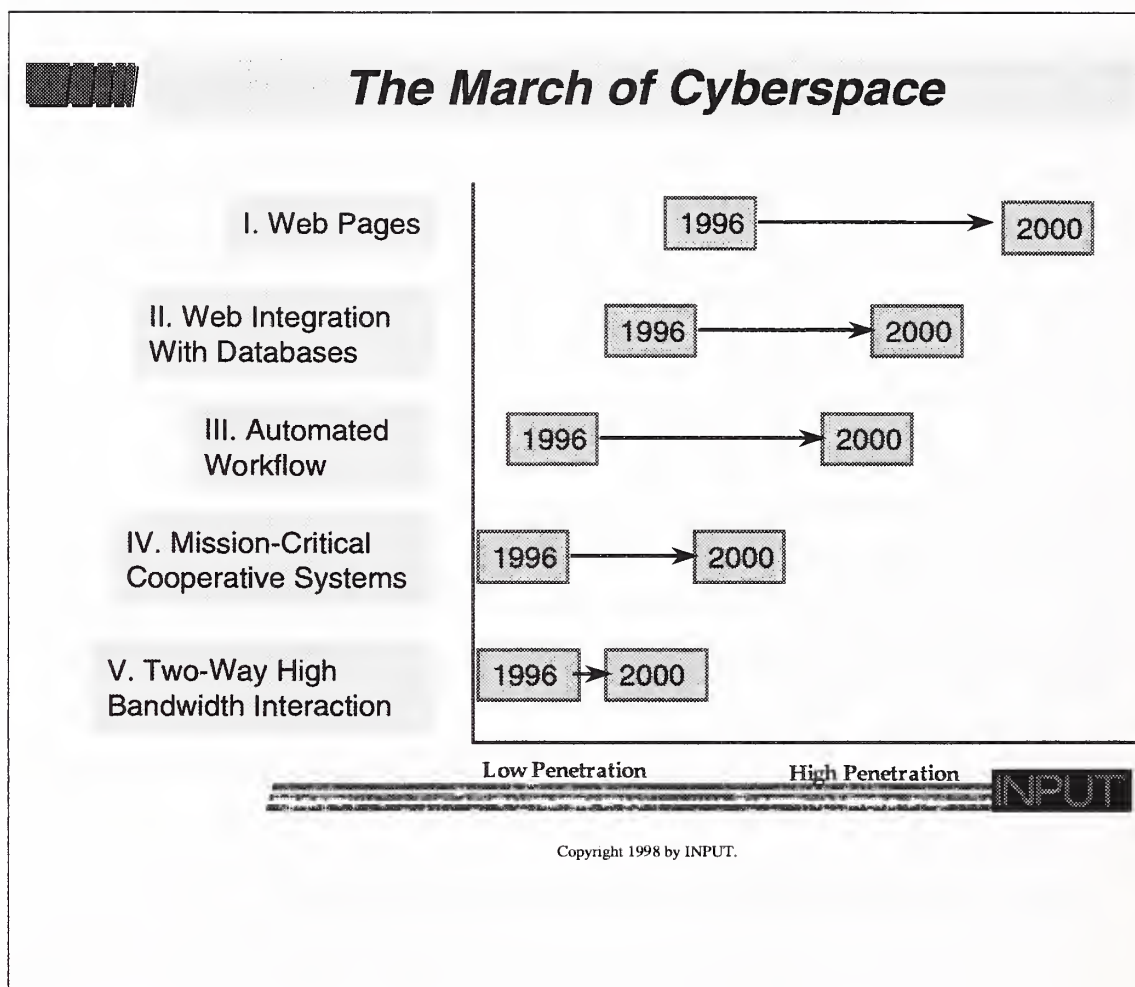 The March of Cyberspace
I. Web Pages
1996
2000
II. Web Integration
With Databases
1996
2000
III. Automated
Workflow
1996
2000
IV. Mission-Critical
Cooperative Systems
1996
2000
V. Two-Way High
Bandwidth Interaction
1996
2000
Low Penetration
High Penetration
INPUT
Copyright 1998 by INPUT.